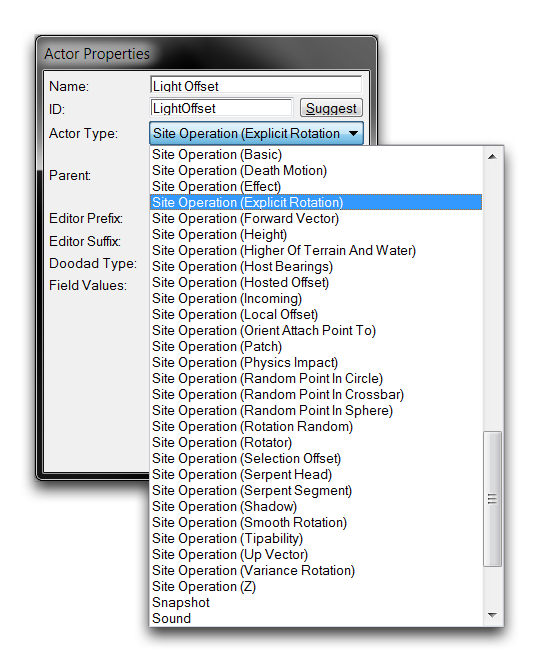 Actor Properties
Name: Light Offset
ID: LightOffset Suggest
Actor Type: Site Operation (Explicit Rotation
Parent:
Editor Prefix:
Editor Suffix:
Doodad Type:
Field Values:
Site Operation (Basic)
Site Operation (Death Motion)
Site Operation (Effect)
Site Operation (Explicit Rotation)
Site Operation (Forward Vector)
Site Operation (Height)
Site Operation (Higher Of Terrain And Water)
Site Operation (Host Bearings)
Site Operation (Hosted Offset)
Site Operation (Incoming)
Site Operation (Local Offset)
Site Operation (Orient Attach Point To)
Site Operation (Patch)
Site Operation (Physics Impact)
Site Operation (Random Point In Circle)
Site Operation (Random Point In Crossbar)
Site Operation (Random Point In Sphere)
Site Operation (Rotation Random)
Site Operation (Rotator)
Site Operation (Selection Offset)
Site Operation (Serpent Head)
Site Operation (Serpent Segment)
Site Operation (Shadow)
Site Operation (Smooth Rotation)
Site Operation (Tipability)
Site Operation (Up Vector)
Site Operation (Variance Rotation)
Site Operation (Z)
Snapshot
Sound